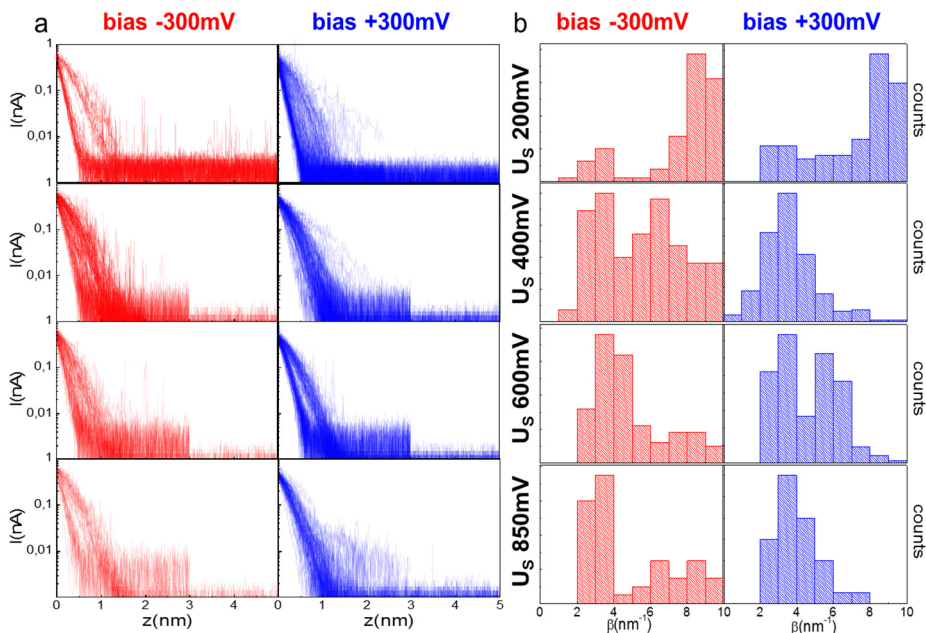 a bias -300mV bias +300mV b bias -300mV bias +300mV
1
I(nA) 0,1
0,01
1
U_S 200mV counts
I(nA) 0,1
0,01
1
U_S 400mV counts
I(nA) 0,1
0,01
U_S 600mV counts
I(nA) 0,1
0,01
U_S 850mV counts
0 1 2 3 4 0 1 2 3 4 5
z(nm) z(nm)
0 2 4 6 8 10 2 4 6 8 10
β(nm⁻¹) β(nm⁻¹)